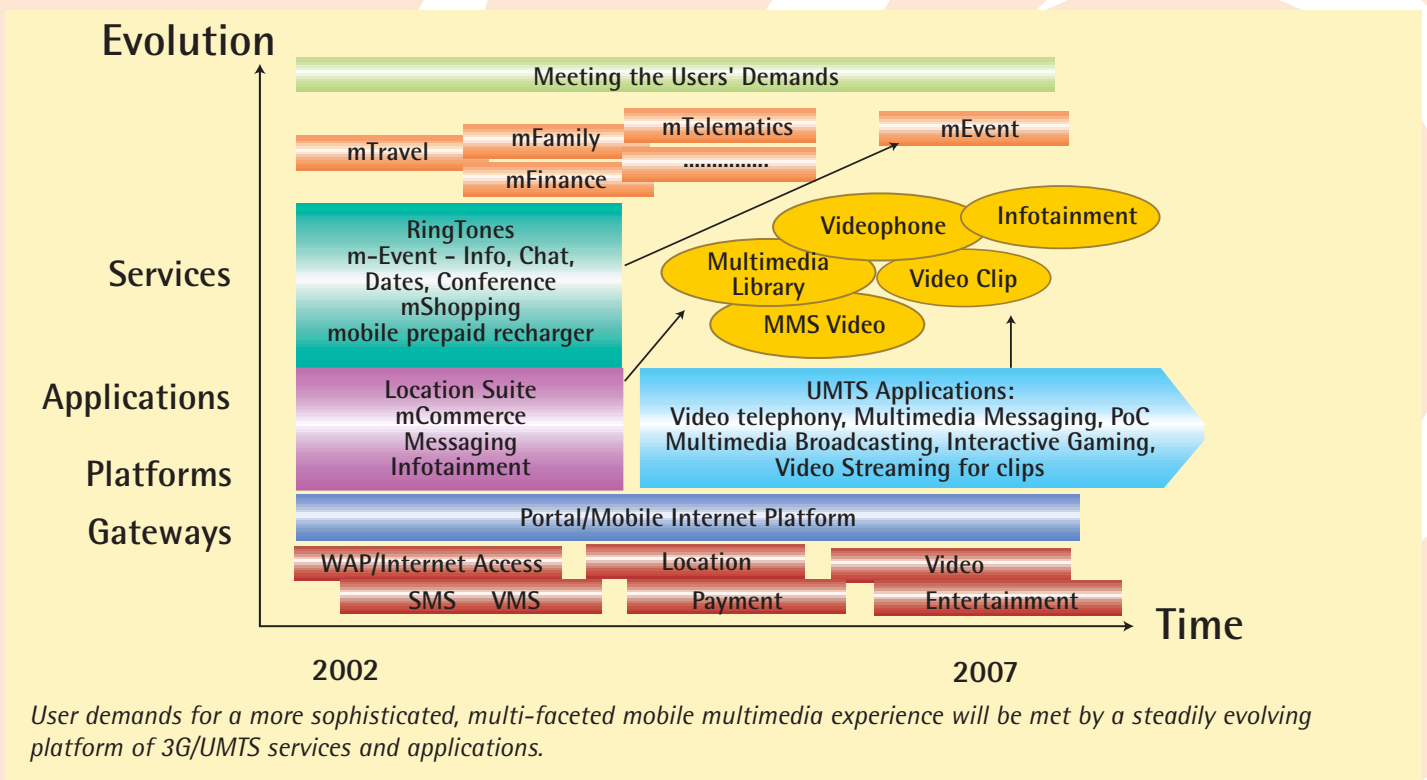 Evolution
Meeting the Users' Demands
mTravel
mFamily
mFinance
mTelematics
...............
mEvent
Services
RingTones
m-Event - Info, Chat,
Dates, Conference
mShopping
mobile prepaid recharger
Videophone
Infotainment
Multimedia
Library
Video Clip
MMS Video
Applications
Platforms
Location Suite
mCommerce
Messaging
Infotainment
UMTS Applications:
Video telephony, Multimedia Messaging, PoC
Multimedia Broadcasting, Interactive Gaming,
Video Streaming for clips
Gateways
Portal/Mobile Internet Platform
WAP/Internet Access
Location
Video
SMS VMS
Payment
Entertainment
Time
2002
2007
User demands for a more sophisticated, multi-faceted mobile multimedia experience will be met by a steadily evolving
platform of 3G/UMTS services and applications.